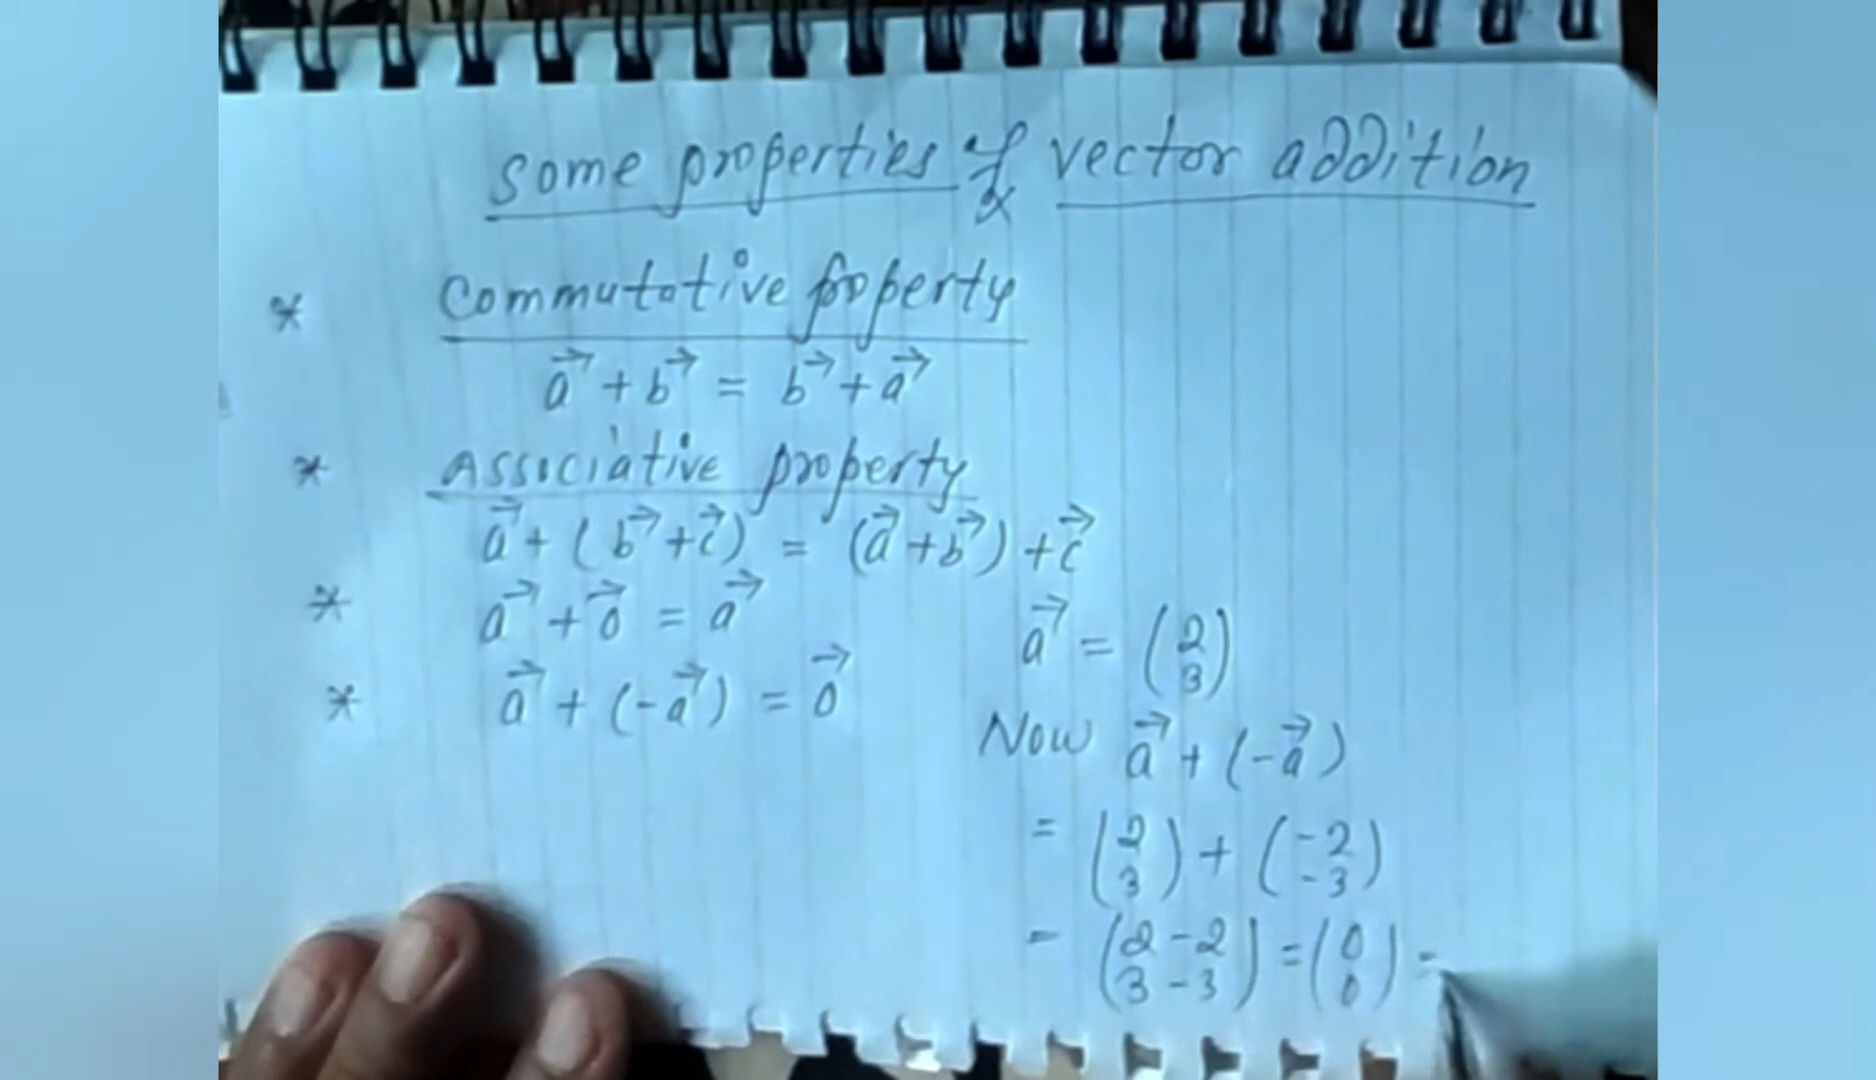 some properties of vector addition
* Commutative property
a⃗ + b⃗ = b⃗ + a⃗
* Associative property
a⃗ + (b⃗ + c⃗) = (a⃗ + b⃗) + c⃗
* a⃗ + 0⃗ = a⃗
* a⃗ + (-a⃗) = 0⃗
a⃗ = (2 3)
Now a⃗ + (-a⃗)
= (2 3) + (-2 -3)
= (2-2 3-3) = (0 0) =